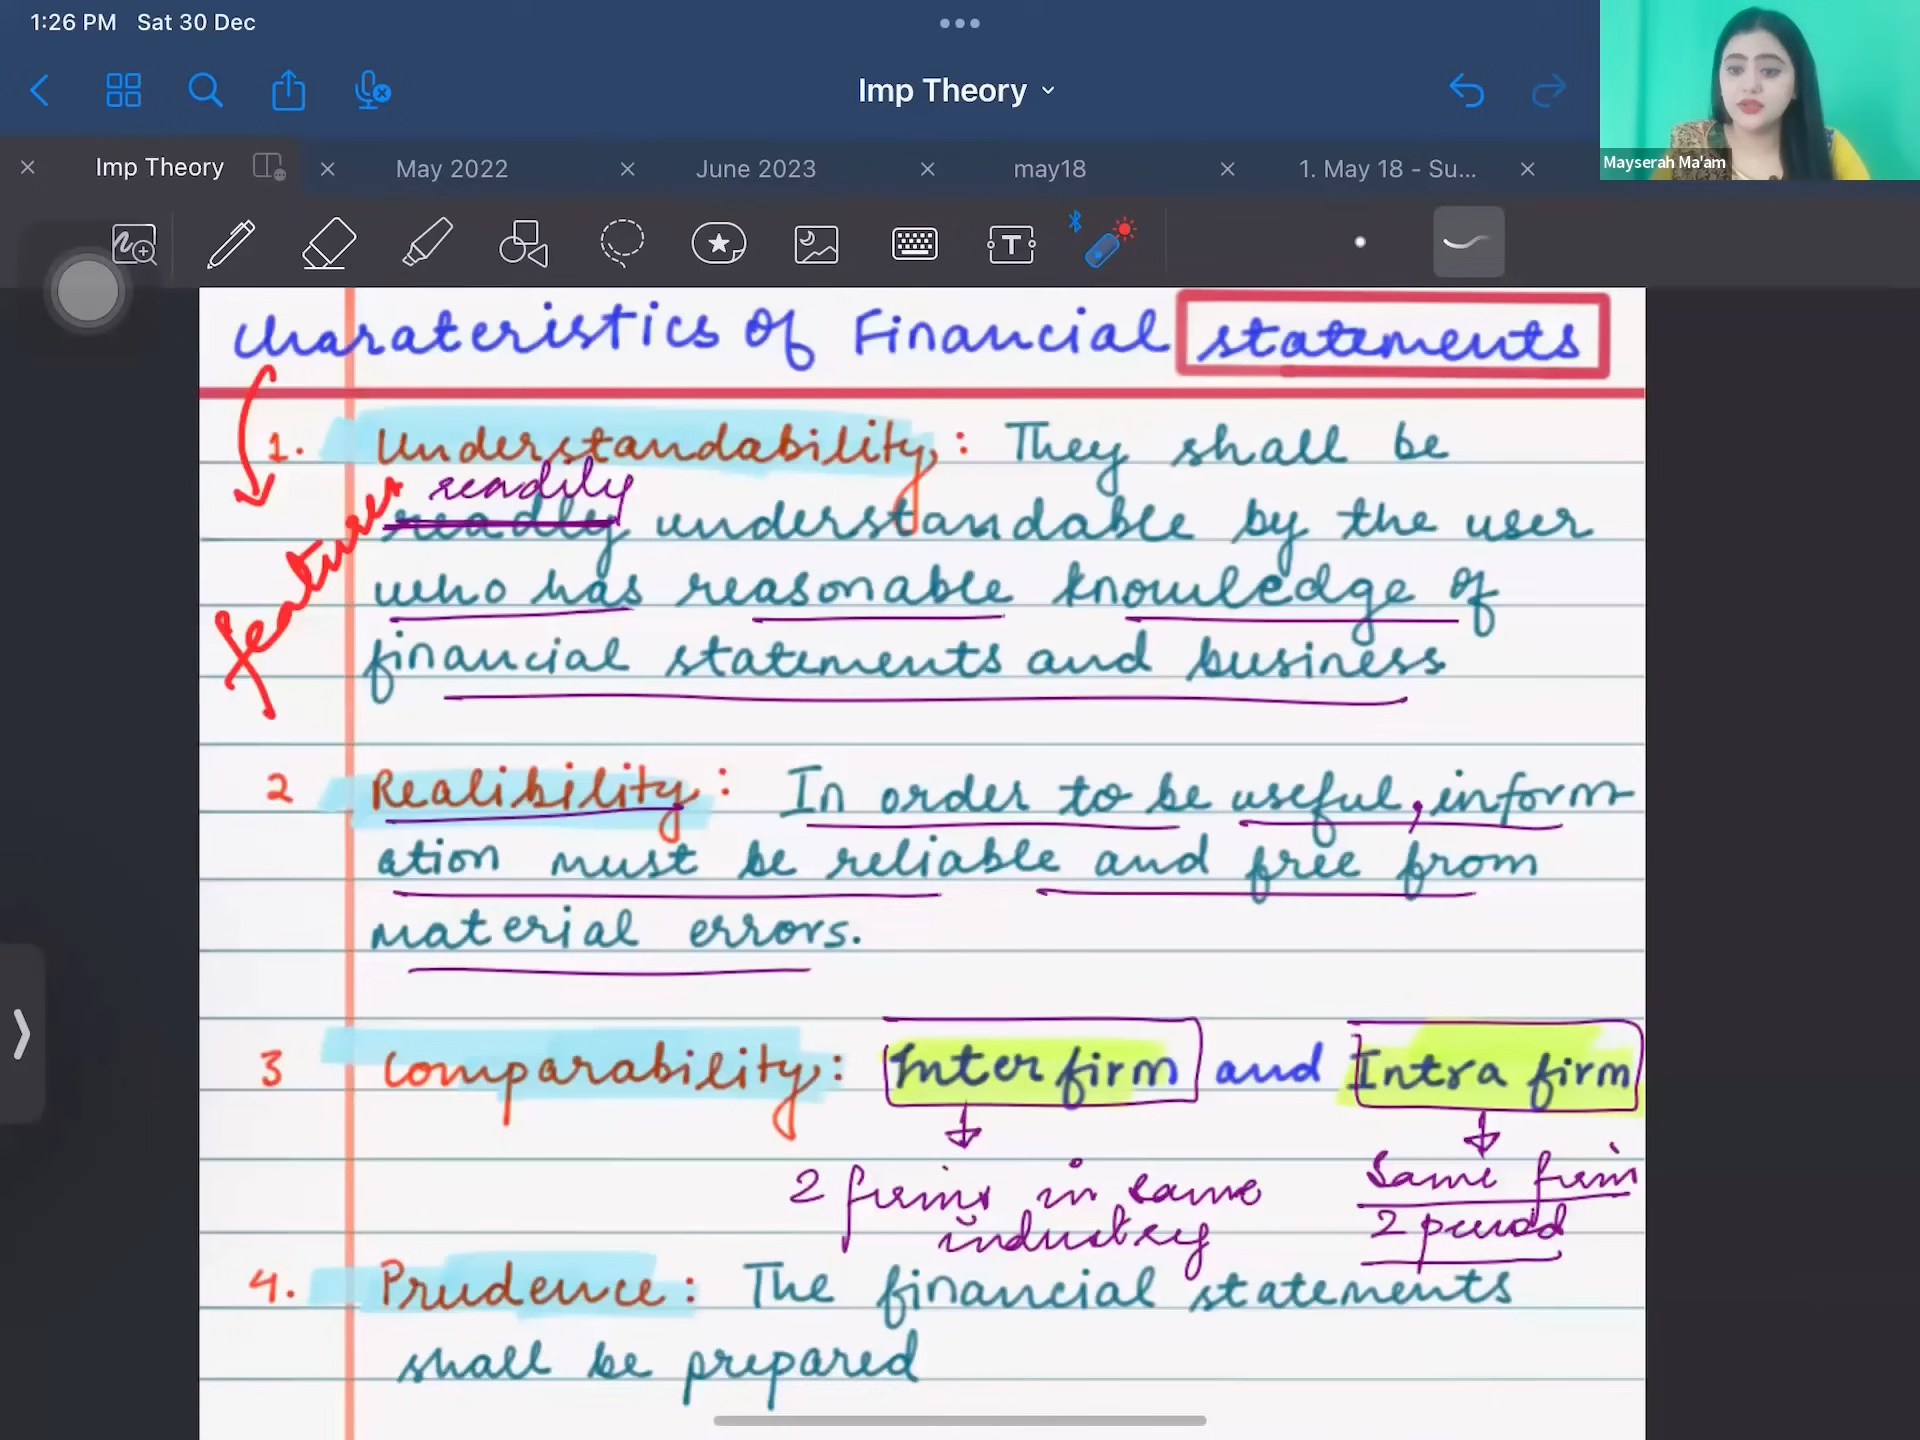 1:26 PM Sat 30 Dec
Imp Theory
Mayserah Ma'am
Imp Theory
May 2022
June 2023
may18
1. May 18 - Su...
Charateristics of Financial statements
1. Understandability: They shall be
readily
readly understandable by the user
features
who has reasonable knowledge of
financial statements and business
2 Realibility: In order to be useful, inform
ation must be reliable and free from
material errors.
3 Comparability: Inter firm and Intra firm
2 firms in same industry
Same firm
2 period
4. Prudence: The financial statements
shall be prepared